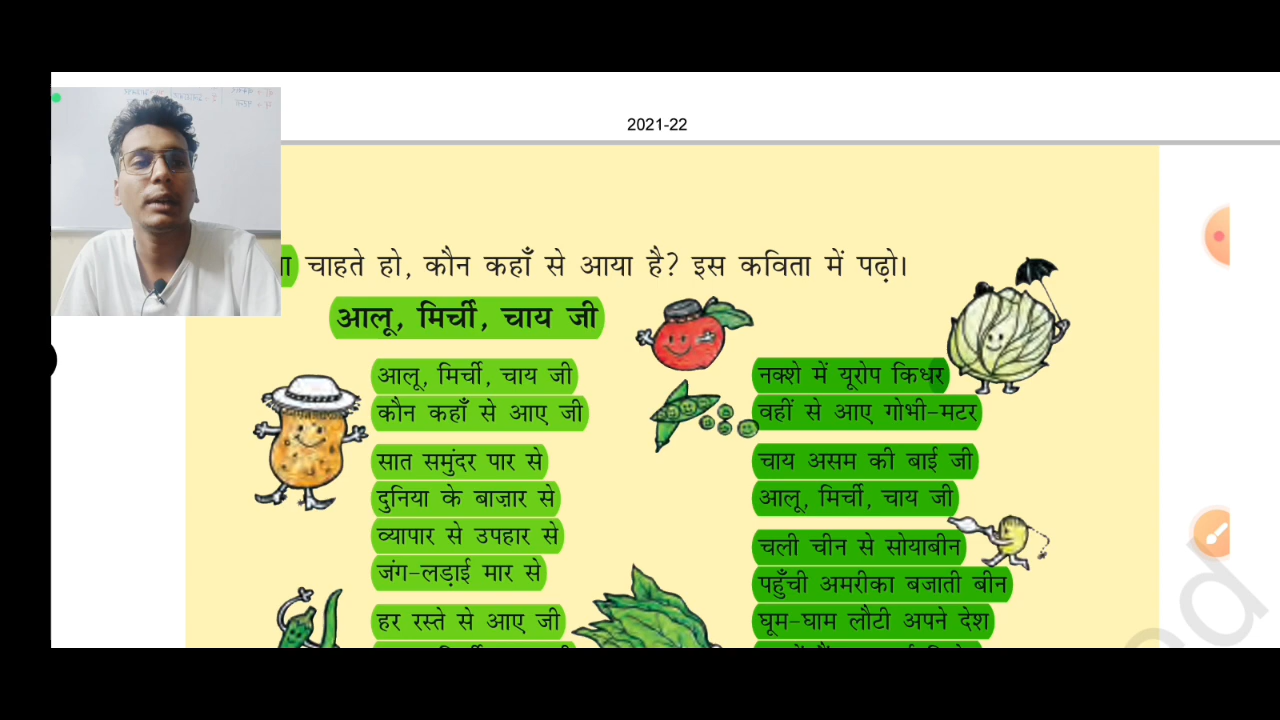 2021-22
चाहते हो, कौन कहाँ से आया है? इस कविता में पढ़ो।
आलू, मिर्ची, चाय जी
आलू, मिर्ची, चाय जी
कौन कहाँ से आए जी
सात समुंदर पार से
दुनिया के बाज़ार से
व्यापार से उपहार से
जंग-लड़ाई मार से
हर रस्ते से आए जी
नक्शे में यूरोप किधर
वहीं से आए गोभी-मटर
चाय असम की बाई जी
आलू, मिर्ची, चाय जी
चली चीन से सोयाबीन
पहुँची अमरीका बजाती बीन
घूम-घाम लौटी अपने देश